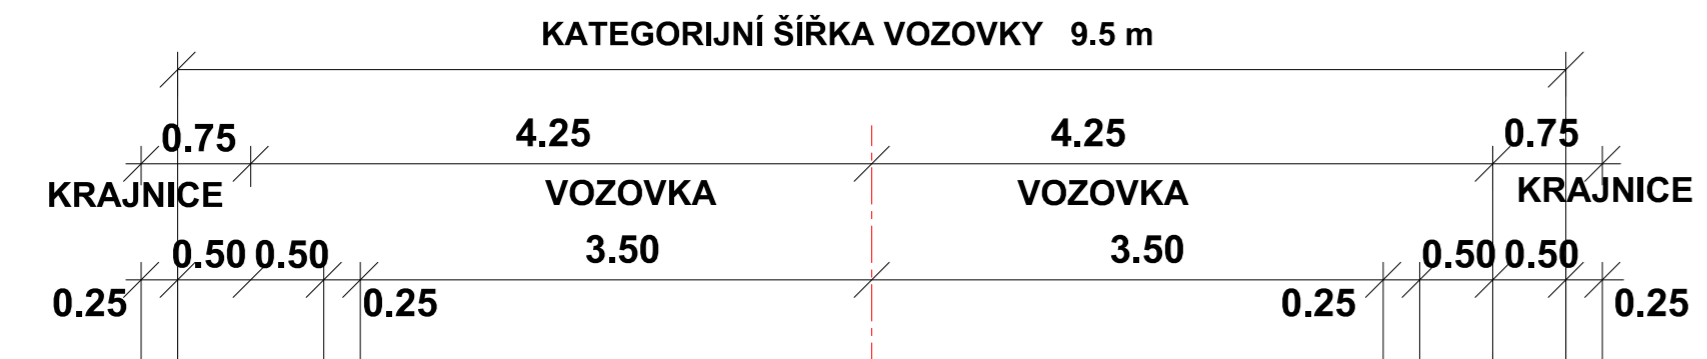 KATEGORIJNÍ ŠÍŘKA VOZOVKY 9.5 m
0.75 4.25 4.25 0.75
KRAJNICE VOZOVKA VOZOVKA KRAJNICE
0.50 0.50 3.50 3.50 0.50 0.50
0.25 0.25 0.25 0.25